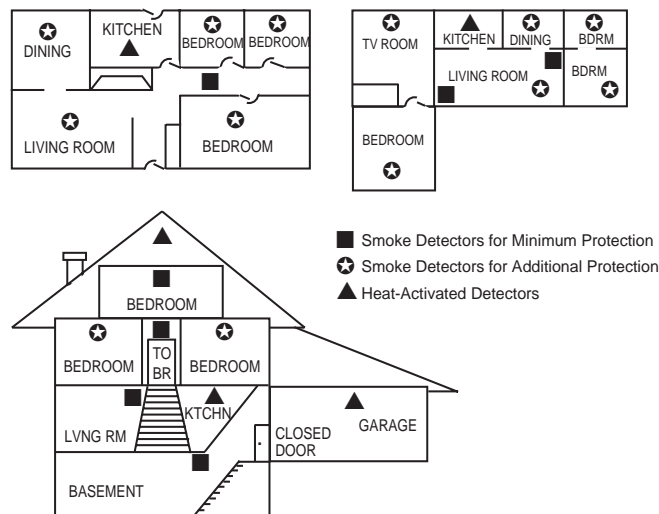 DINING
KITCHEN
BEDROOM
BEDROOM
LIVING ROOM
BEDROOM
TV ROOM
KITCHEN
DINING
BDRM
LIVING ROOM
BDRM
BEDROOM
Smoke Detectors for Minimum Protection
Smoke Detectors for Additional Protection
Heat-Activated Detectors
BEDROOM
BEDROOM
TO
BR
BEDROOM
LVNG RM
KTCHN
CLOSED
DOOR
GARAGE
BASEMENT